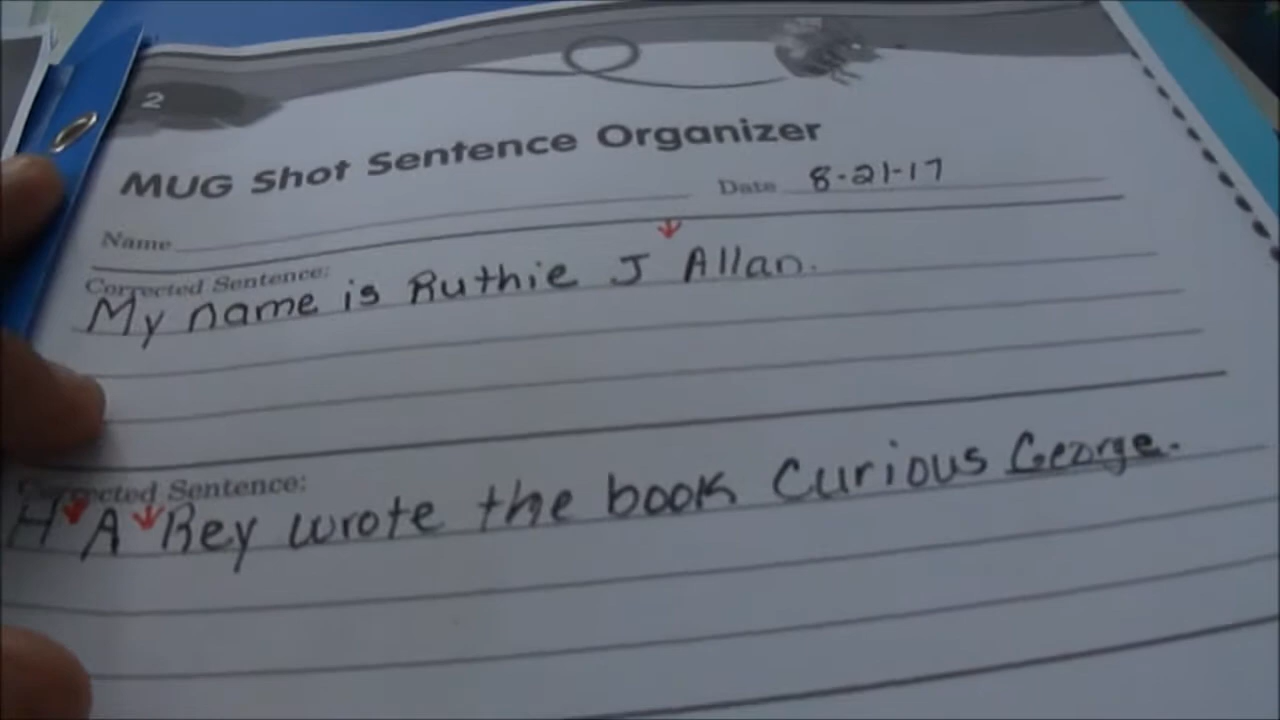 2
MUG Shot Sentence Organizer
Name
Date 8-21-17
Corrected Sentence:
My name is Ruthie J Allan.
Corrected Sentence:
H A Rey wrote the book Curious George.